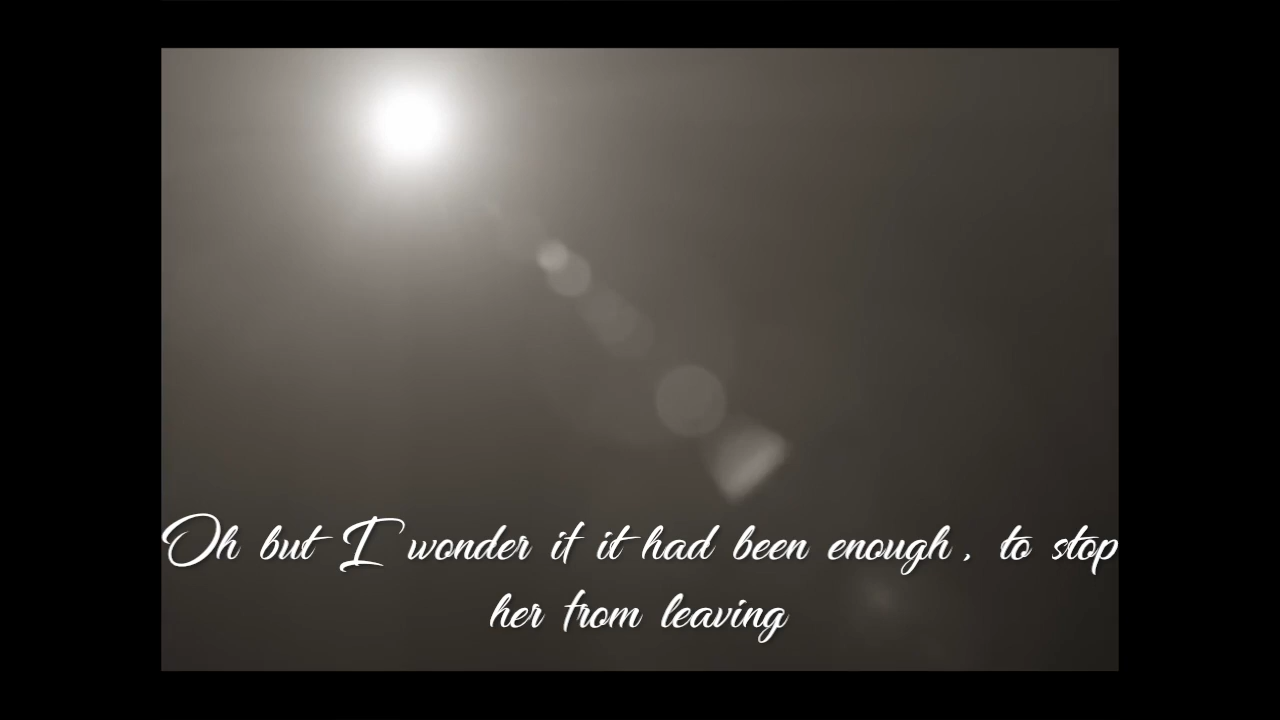 Oh but I wonder if it had been enough, to stop
her from leaving